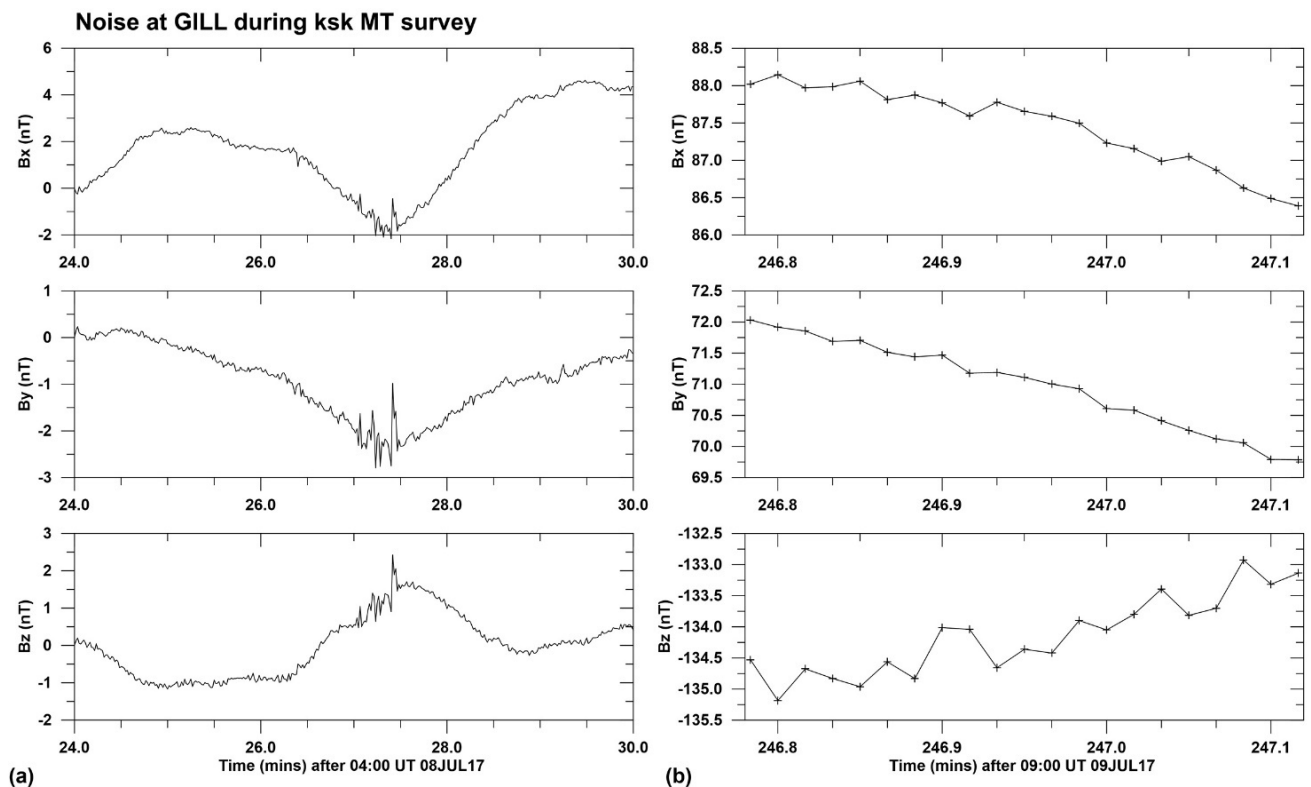 Noise at GILL during ksk MT survey
6
4
2
0
-2
Bx (nT)
24.0 26.0 28.0 30.0
1
0
-1
-2
-3
By (nT)
24.0 26.0 28.0 30.0
3
2
1
0
-1
-2
Bz (nT)
24.0 26.0 28.0 30.0
Time (mins) after 04:00 UT 08JUL17
(a)
88.5
88.0
87.5
87.0
86.5
86.0
Bx (nT)
246.8 246.9 247.0 247.1
72.5
72.0
71.5
71.0
70.5
70.0
69.5
By (nT)
246.8 246.9 247.0 247.1
-132.5
-133.0
-133.5
-134.0
-134.5
-135.0
-135.5
Bz (nT)
246.8 246.9 247.0 247.1
Time (mins) after 09:00 UT 09JUL17
(b)